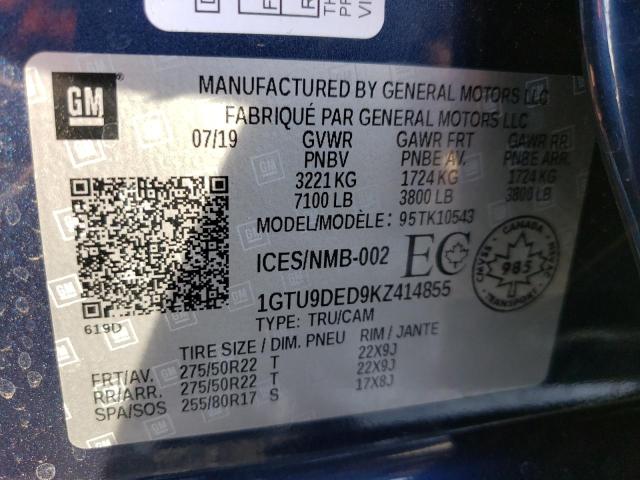 GM
MANUFACTURED BY GENERAL MOTORS LLC
FABRIQUÉ PAR GENERAL MOTORS LLC
07/19 GVWR GAWR FRT GAWR RR
PNBV PNBE AV. PNBE ARR.
3221 KG 1724 KG 1724 KG
7100 LB 3800 LB 3800 LB
MODEL/MODÈLE: 95TK10543
ICES/NMB-002 EC CANADA 985 CMVSS NSVAC
1GTU9DED9KZ414855
619D TYPE: TRU/CAM
TIRE SIZE / DIM. PNEU RIM / JANTE
FRT/AV. 275/50R22 T 22X9J
RR/ARR. 275/50R22 T 22X9J
SPA/SOS 255/80R17 S 17X8J